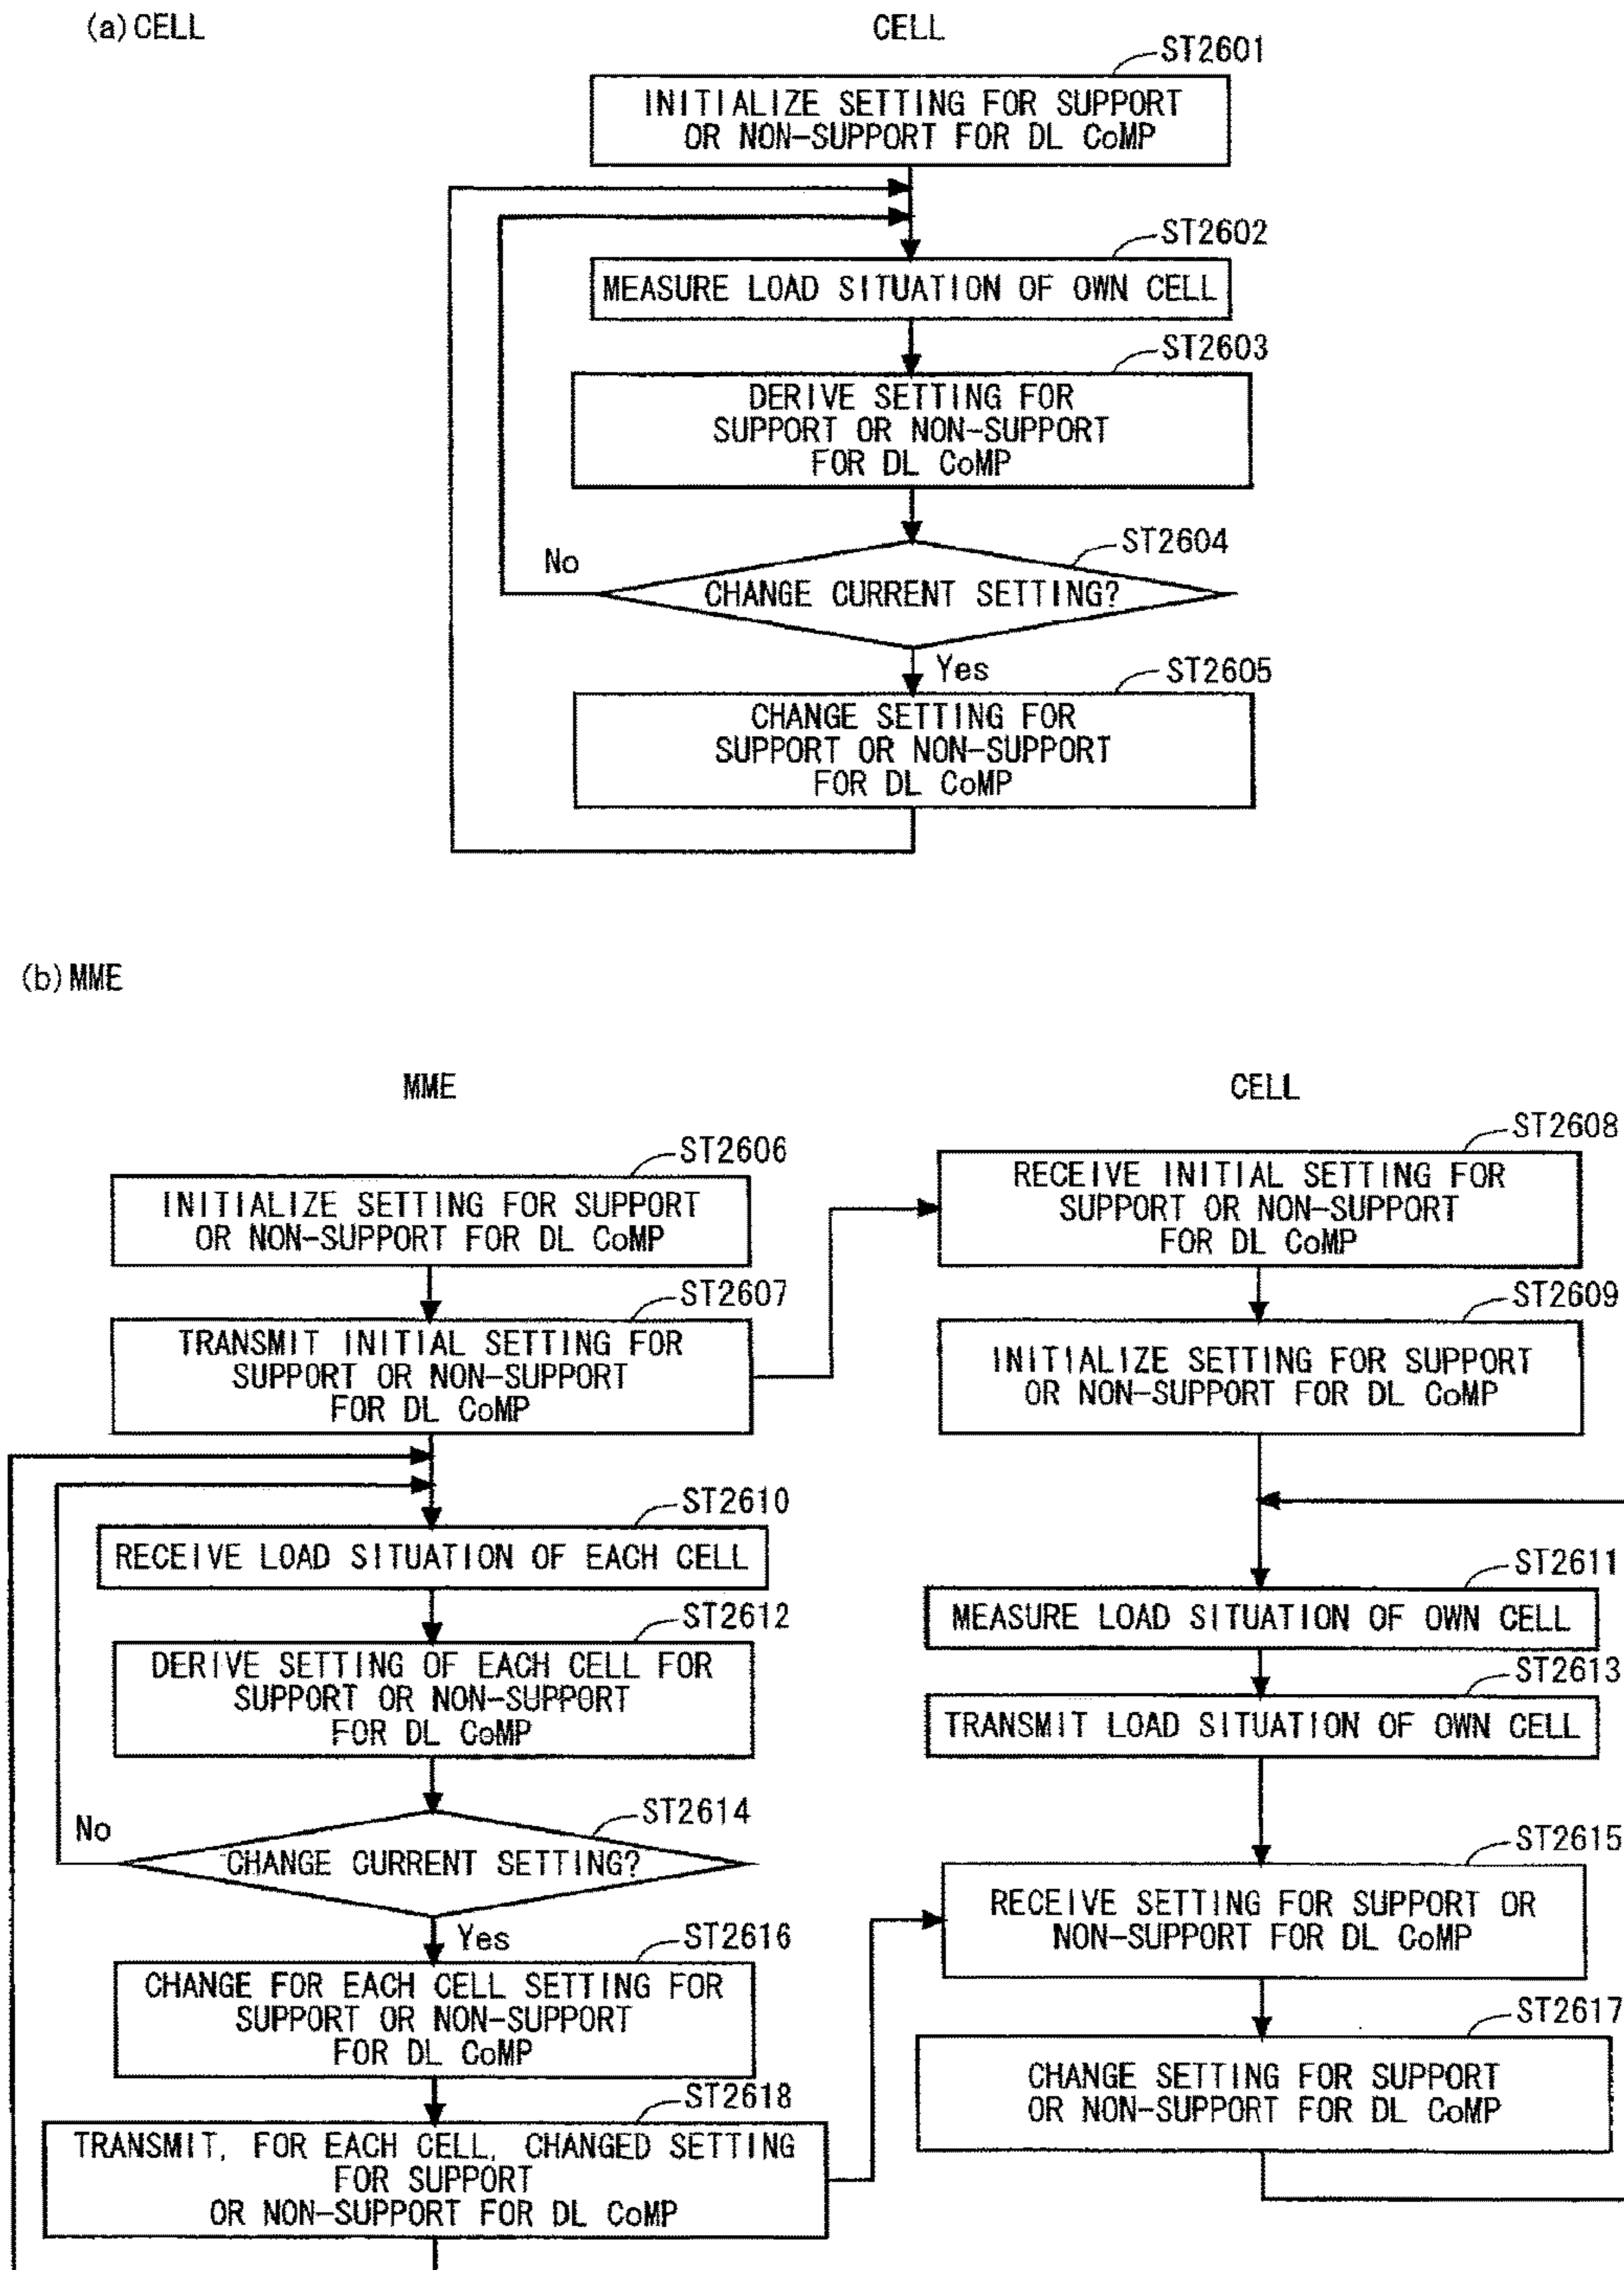 (a)CELL
CELL
ST2601
INITIALIZE SETTING FOR SUPPORT
OR NON-SUPPORT FOR DL CoMP
ST2602
MEASURE LOAD SITUATION OF OWN CELL
ST2603
DERIVE SETTING FOR
SUPPORT OR NON-SUPPORT
FOR DL CoMP
ST2604
No
CHANGE CURRENT SETTING?
Yes
ST2605
CHANGE SETTING FOR
SUPPORT OR NON-SUPPORT
FOR DL CoMP
(b)MME
MME
ST2606
INITIALIZE SETTING FOR SUPPORT
OR NON-SUPPORT FOR DL CoMP
ST2607
TRANSMIT INITIAL SETTING FOR
SUPPORT OR NON-SUPPORT
FOR DL CoMP
ST2610
RECEIVE LOAD SITUATION OF EACH CELL
ST2612
DERIVE SETTING OF EACH CELL FOR
SUPPORT OR NON-SUPPORT
FOR DL CoMP
ST2614
No
CHANGE CURRENT SETTING?
Yes
ST2616
CHANGE FOR EACH CELL SETTING FOR
SUPPORT OR NON-SUPPORT
FOR DL CoMP
ST2618
TRANSMIT, FOR EACH CELL, CHANGED SETTING
FOR SUPPORT
OR NON-SUPPORT FOR DL CoMP
CELL
ST2608
RECEIVE INITIAL SETTING FOR
SUPPORT OR NON-SUPPORT
FOR DL CoMP
ST2609
INITIALIZE SETTING FOR SUPPORT
OR NON-SUPPORT FOR DL CoMP
ST2611
MEASURE LOAD SITUATION OF OWN CELL
ST2613
TRANSMIT LOAD SITUATION OF OWN CELL
ST2615
RECEIVE SETTING FOR SUPPORT OR
NON-SUPPORT FOR DL CoMP
ST2617
CHANGE SETTING FOR SUPPORT
OR NON-SUPPORT FOR DL CoMP